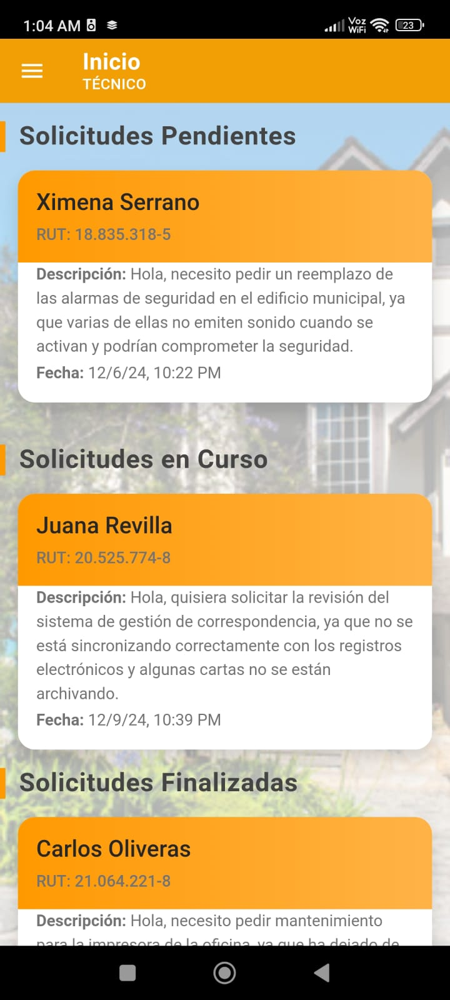 1:04 AM
Voz
WiFi
23
Inicio
TÉCNICO
Solicitudes Pendientes
Ximena Serrano
RUT: 18.835.318-5
Descripción: Hola, necesito pedir un reemplazo de
las alarmas de seguridad en el edificio municipal, ya
que varias de ellas no emiten sonido cuando se
activan y podrían comprometer la seguridad.
Fecha: 12/6/24, 10:22 PM
Solicitudes en Curso
Juana Revilla
RUT: 20.525.774-8
Descripción: Hola, quisiera solicitar la revisión del
sistema de gestión de correspondencia, ya que no se
está sincronizando correctamente con los registros
electrónicos y algunas cartas no se están
archivando.
Fecha: 12/9/24, 10:39 PM
Solicitudes Finalizadas
Carlos Oliveras
RUT: 21.064.221-8
Descripción: Hola, necesito pedir mantenimiento
para la impresora de la oficina, ya que ha dejado de